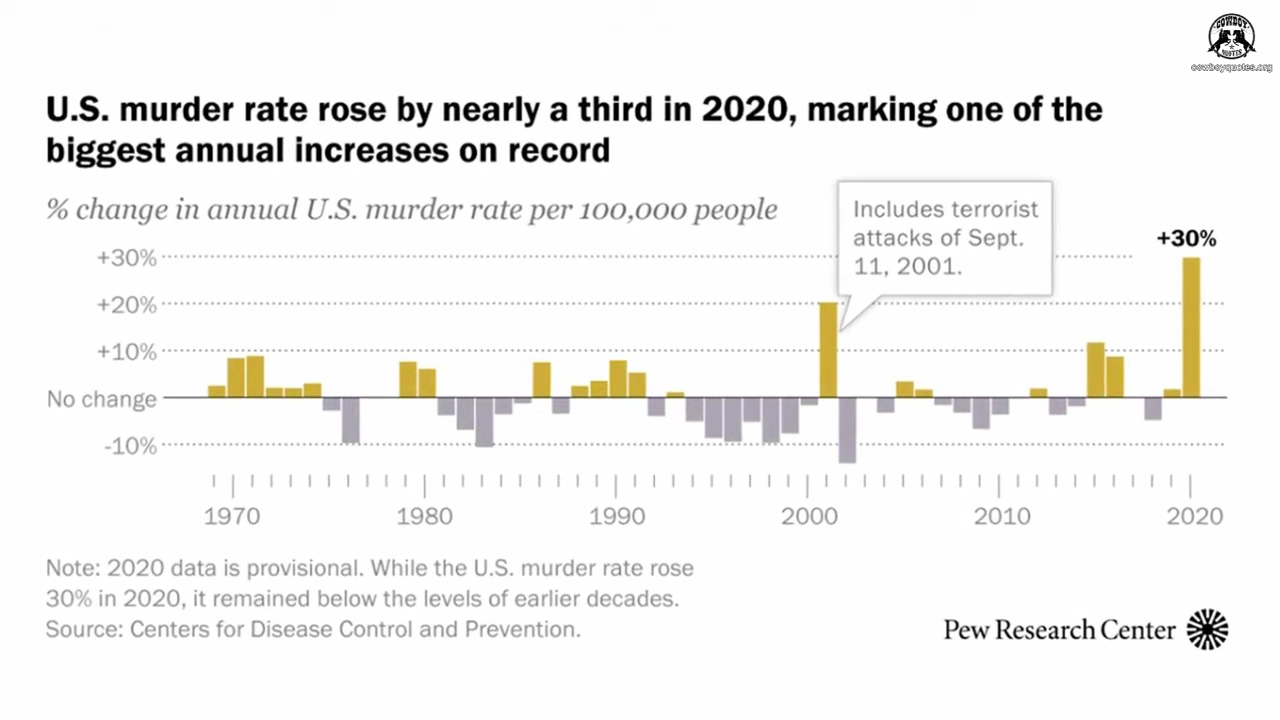 COWBOY
QUOTES
cowboyquotes.org
U.S. murder rate rose by nearly a third in 2020, marking one of the
biggest annual increases on record
% change in annual U.S. murder rate per 100,000 people
Includes terrorist
attacks of Sept.
11, 2001.
+30%
+30%
+20%
+10%
No change
-10%
1970 1980 1990 2000 2010 2020
Note: 2020 data is provisional. While the U.S. murder rate rose
30% in 2020, it remained below the levels of earlier decades.
Source: Centers for Disease Control and Prevention.
Pew Research Center